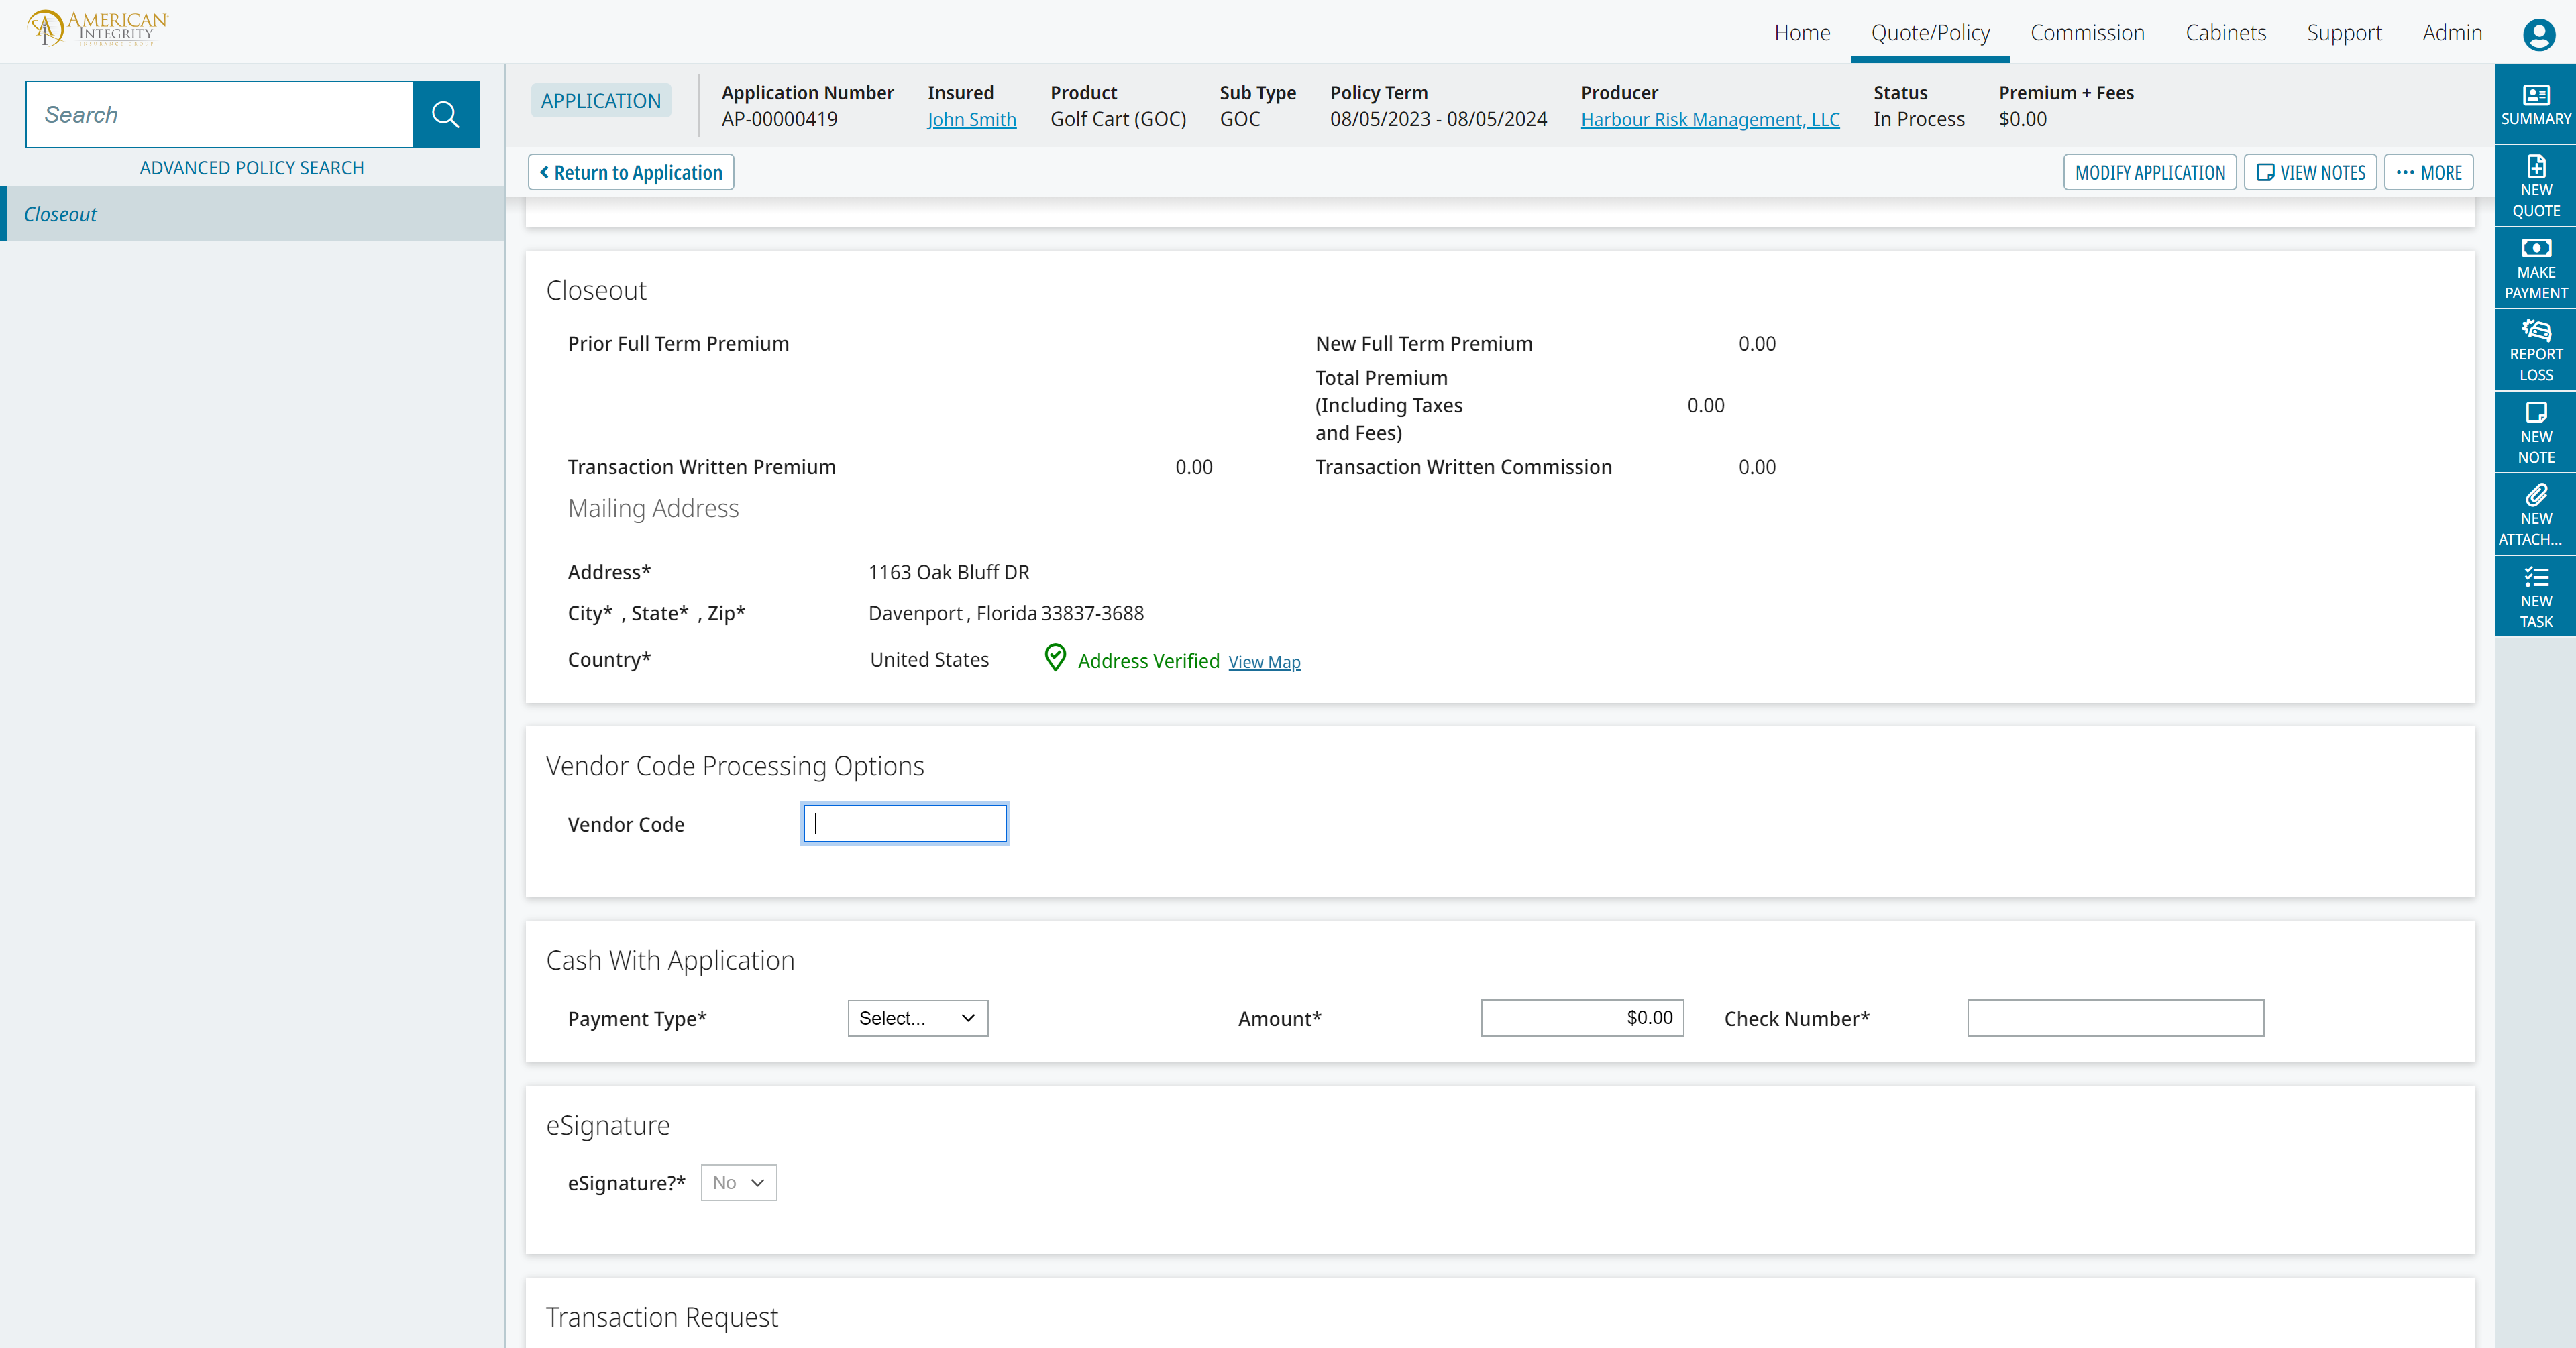 AMERICAN
INTEGRITY
INSURANCE GROUP
Home Quote/Policy Commission Cabinets Support Admin
Search
ADVANCED POLICY SEARCH
Closeout
APPLICATION
Application Number Insured Product Sub Type Policy Term Producer Status Premium + Fees
AP-00000419 John Smith Golf Cart (GOC) GOC 08/05/2023 - 08/05/2024 Harbour Risk Management, LLC In Process $0.00
Return to Application MODIFY APPLICATION VIEW NOTES ··· MORE
Closeout
Prior Full Term Premium New Full Term Premium 0.00
Total Premium
(Including Taxes 0.00
and Fees)
Transaction Written Premium 0.00 Transaction Written Commission 0.00
Mailing Address
Address* 1163 Oak Bluff DR
City* , State* , Zip* Davenport , Florida 33837-3688
Country* United States Address Verified View Map
Vendor Code Processing Options
Vendor Code
Cash With Application
Payment Type* Select... Amount* $0.00 Check Number*
eSignature
eSignature?* No
Transaction Request
SUMMARY
NEW
QUOTE
MAKE
PAYMENT
REPORT
LOSS
NEW
NOTE
NEW
ATTACH...
NEW
TASK